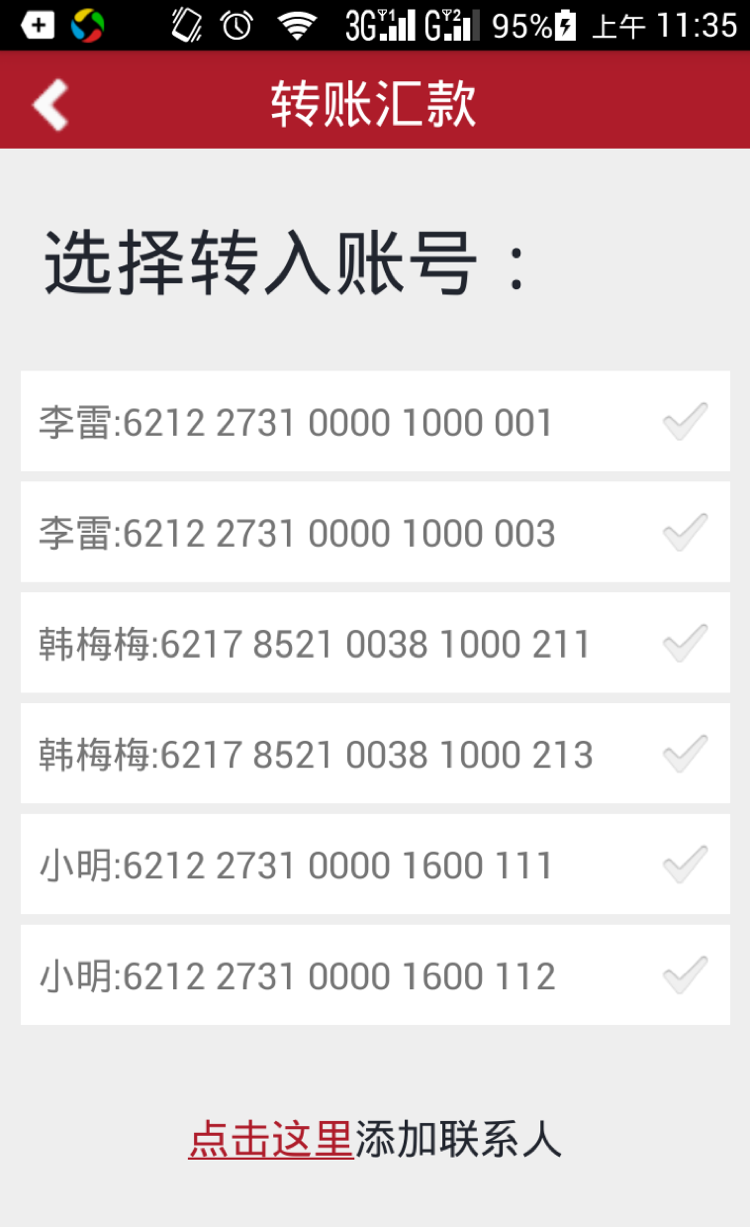 3G 1 G 2 95% 上午 11:35
转账汇款
选择转入账号：
李雷:6212 2731 0000 1000 001
李雷:6212 2731 0000 1000 003
韩梅梅:6217 8521 0038 1000 211
韩梅梅:6217 8521 0038 1000 213
小明:6212 2731 0000 1600 111
小明:6212 2731 0000 1600 112
点击这里添加联系人